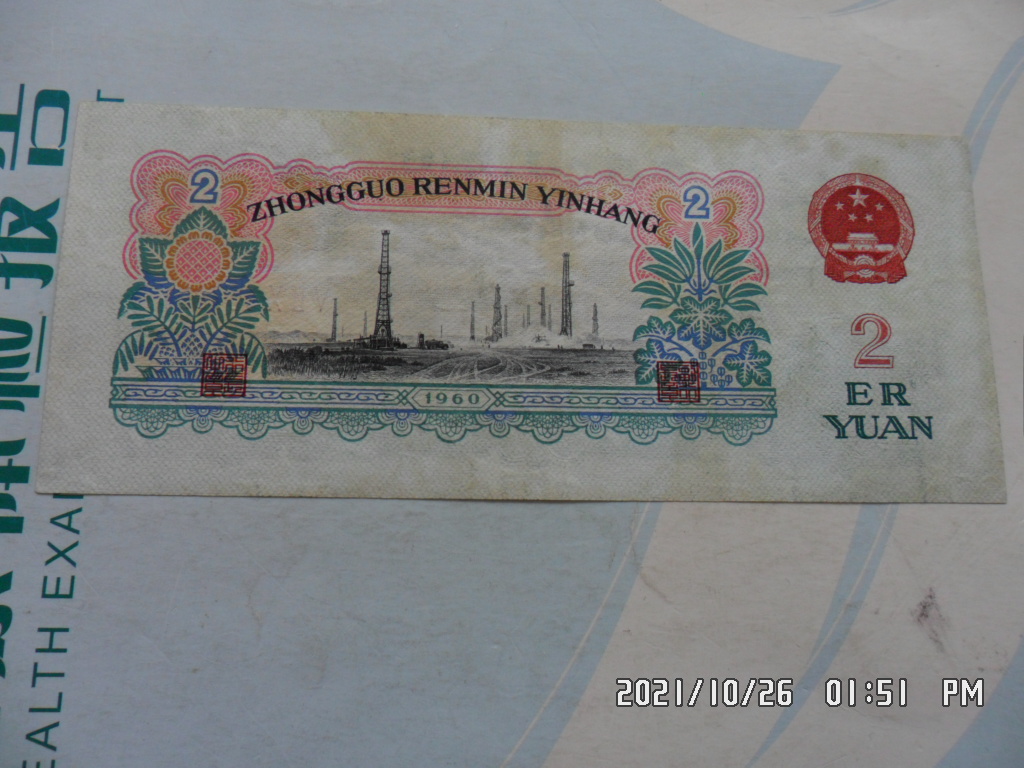 2
ZHONGGUO RENMIN YINHANG
2
2
ER
YUAN
1960
EALTH EXA
2021/10/26 01:51 PM